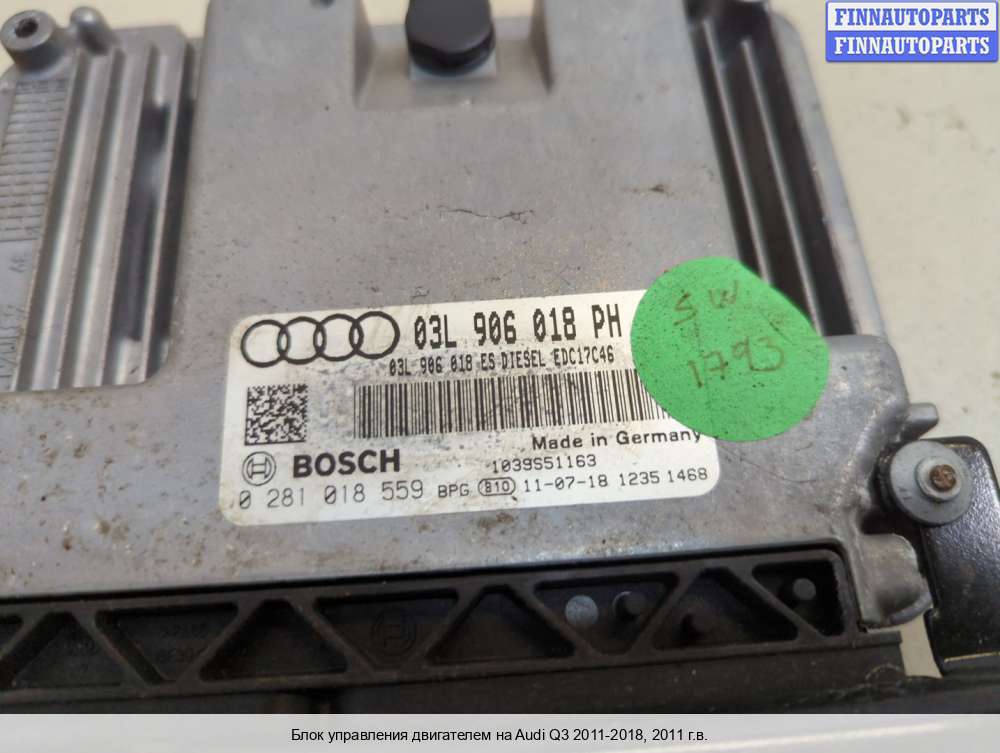 FINNAUTOPARTS
FINNAUTOPARTS
03L 906 018 PH
03L 906 018 ES DIESEL EDC17C46
Made in Germany
BOSCH
1039S51163
0 281 018 559 BPG 810 11-07-18 1235 1468
SW
1793
Блок управления двигателем на Audi Q3 2011-2018, 2011 г.в.